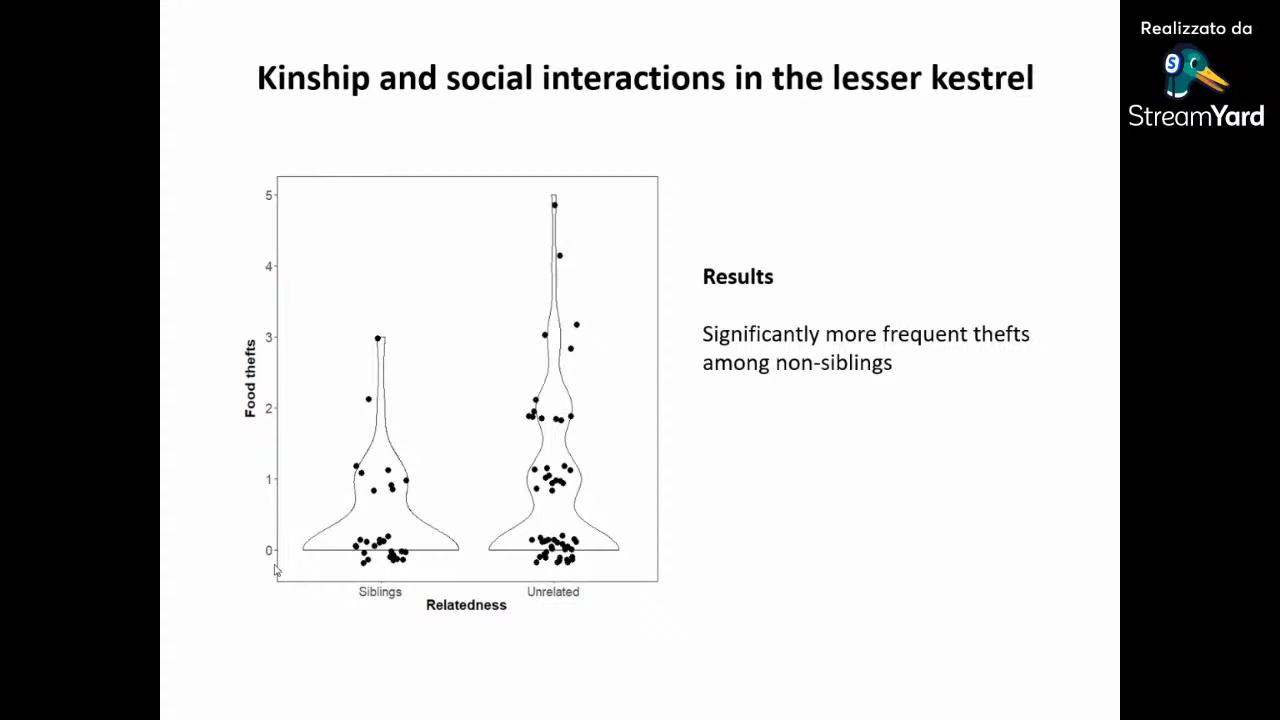 Realizzato da
StreamYard
Kinship and social interactions in the lesser kestrel
5
4
3
2
1
0
Food thefts
Siblings
Unrelated
Relatedness
Results
Significantly more frequent thefts
among non-siblings